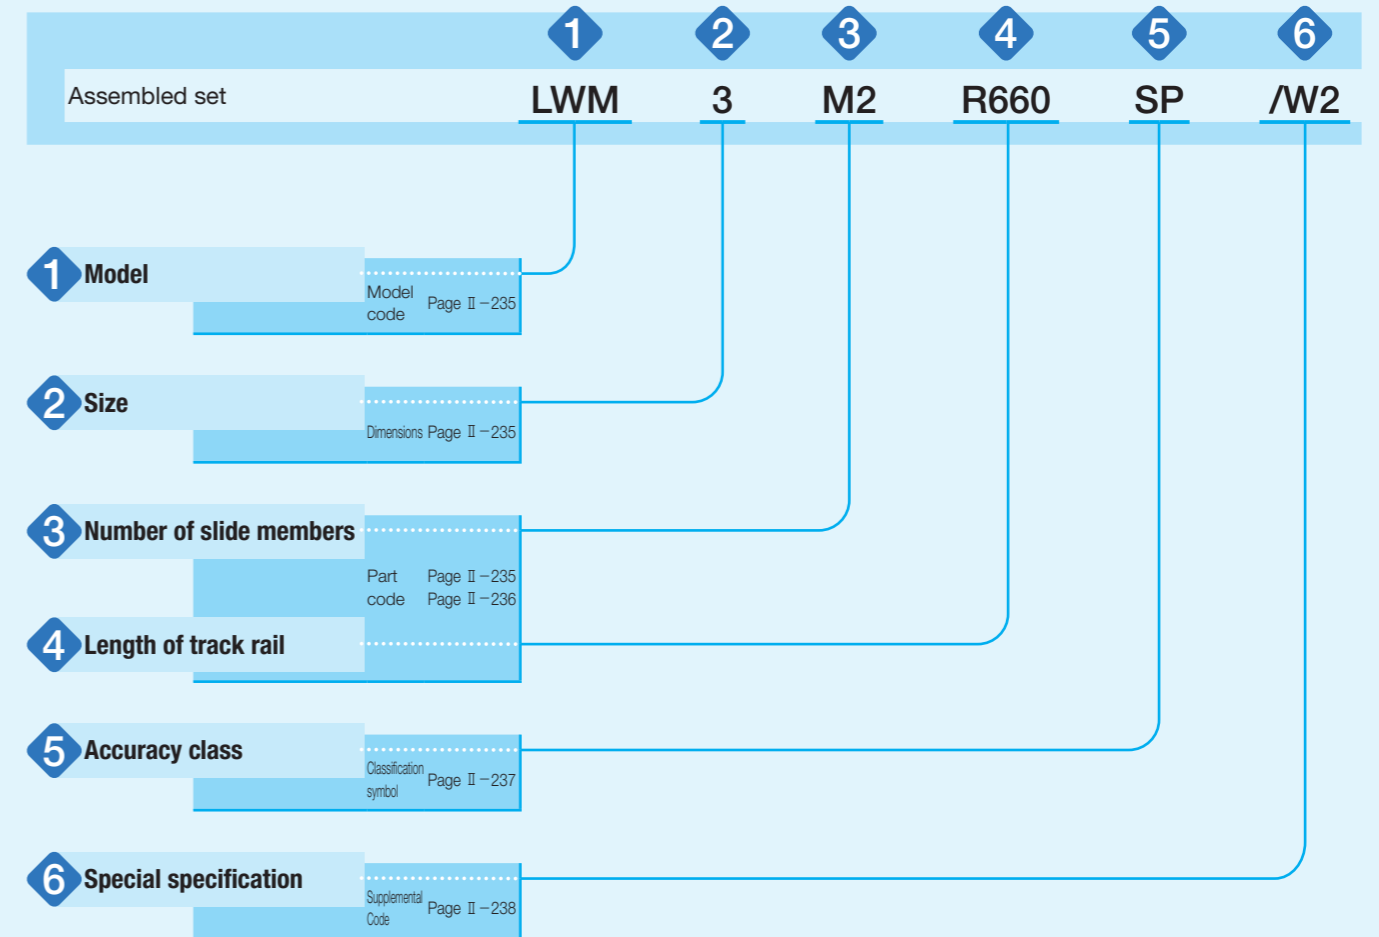 1 2 3 4 5 6
Assembled set LWM 3 M2 R660 SP /W2
1 Model
Model
code
Page Ⅱ－235
2 Size
Dimensions Page Ⅱ－235
3 Number of slide members
Part
code
Page Ⅱ－235
Page Ⅱ－236
4 Length of track rail
5 Accuracy class
Classification
symbol
Page Ⅱ－237
6 Special specification
Supplemental
Code
Page Ⅱ－238